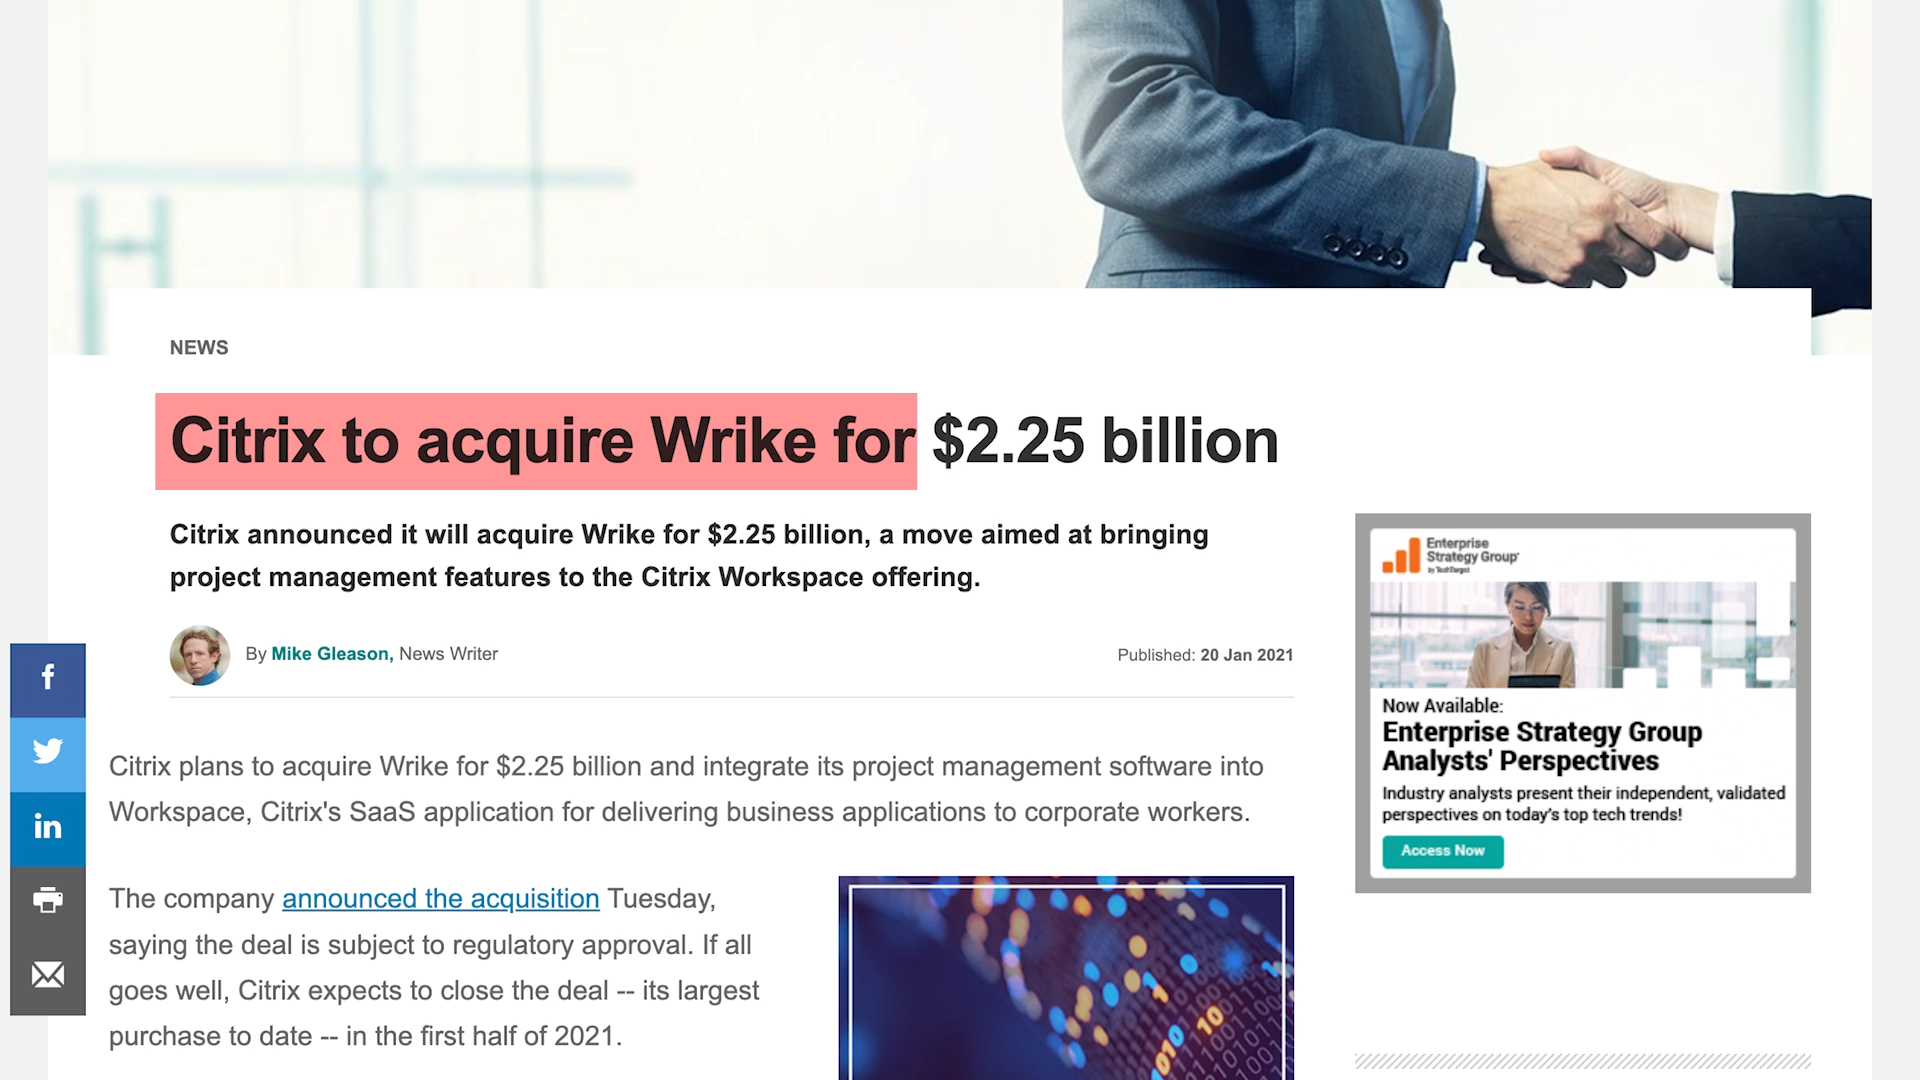 NEWS
Citrix to acquire Wrike for $2.25 billion
Citrix announced it will acquire Wrike for $2.25 billion, a move aimed at bringing
project management features to the Citrix Workspace offering.
By Mike Gleason, News Writer
Published: 20 Jan 2021
f
in
Citrix plans to acquire Wrike for $2.25 billion and integrate its project management software into
Workspace, Citrix's SaaS application for delivering business applications to corporate workers.
The company announced the acquisition Tuesday,
saying the deal is subject to regulatory approval. If all
goes well, Citrix expects to close the deal -- its largest
purchase to date -- in the first half of 2021.
Enterprise
Strategy Group
by TechTarget
Now Available:
Enterprise Strategy Group
Analysts' Perspectives
Industry analysts present their independent, validated
perspectives on today's top tech trends!
Access Now